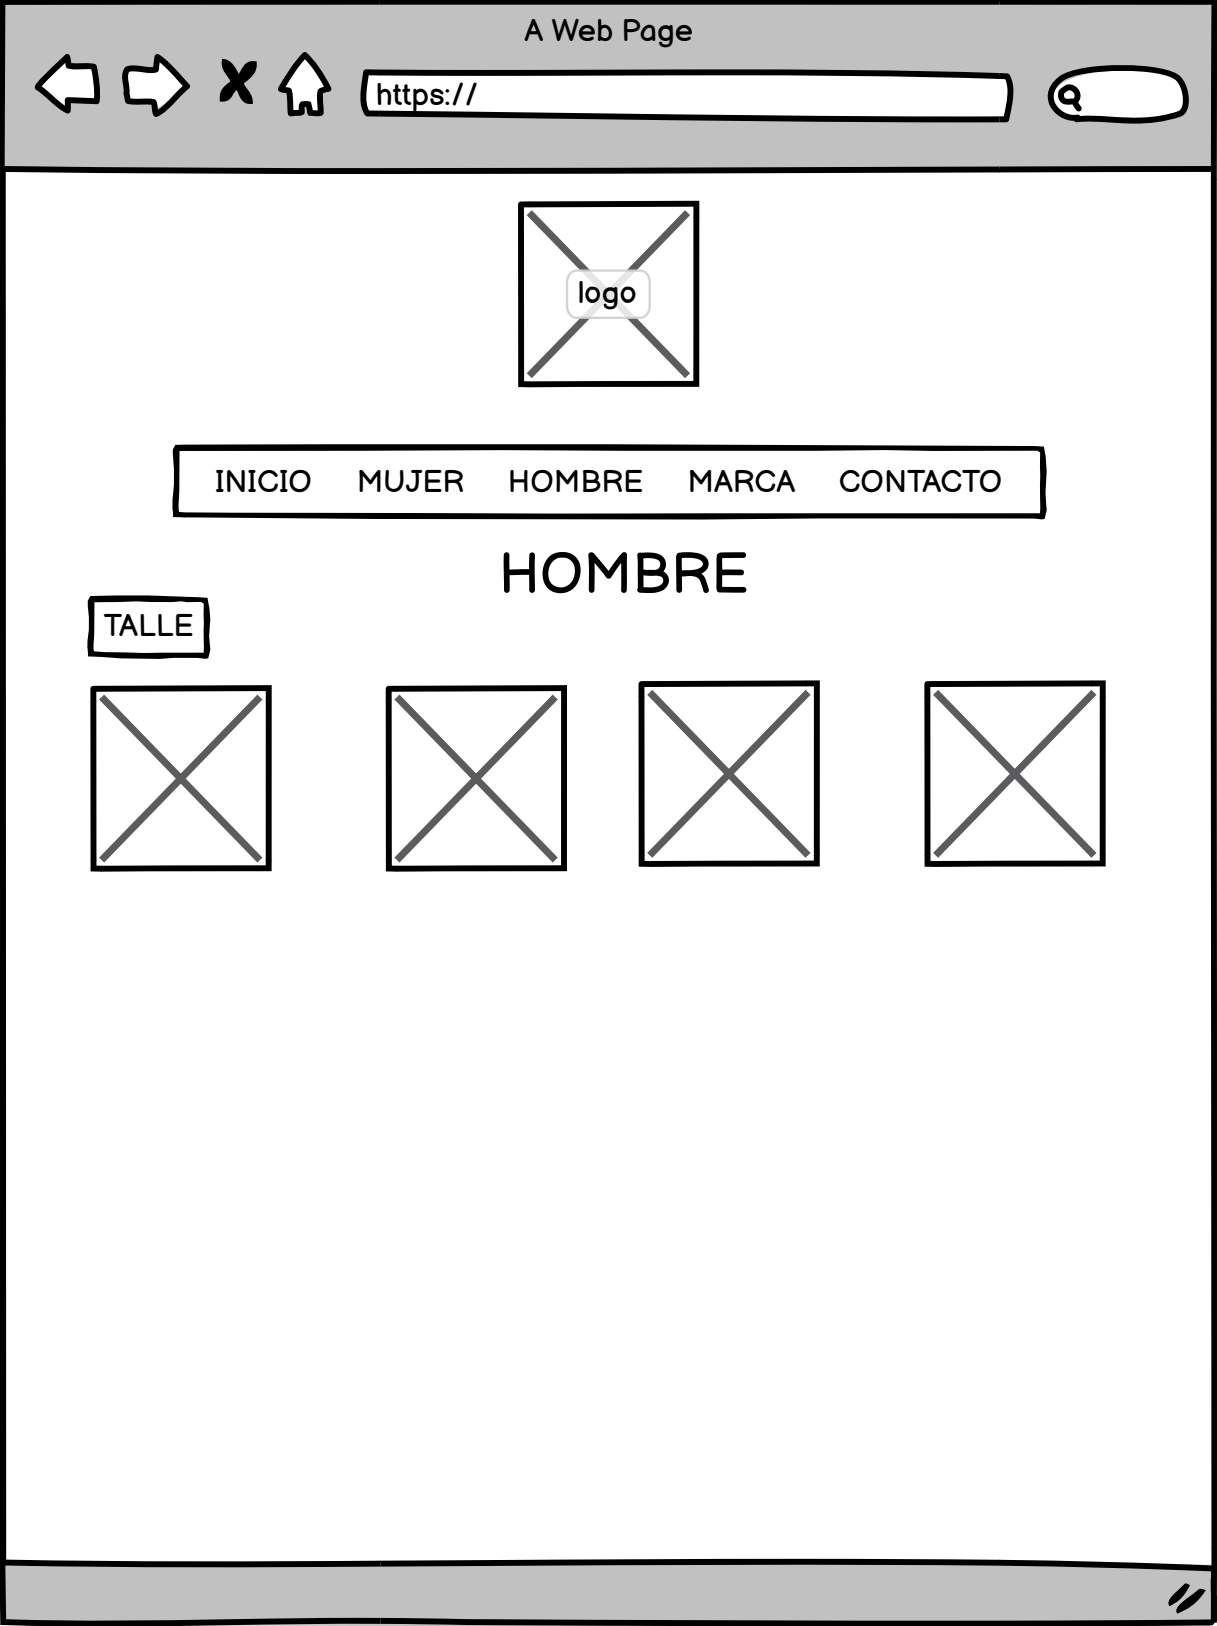 A Web Page
https://
logo
INICIO MUJER HOMBRE MARCA CONTACTO
HOMBRE
TALLE